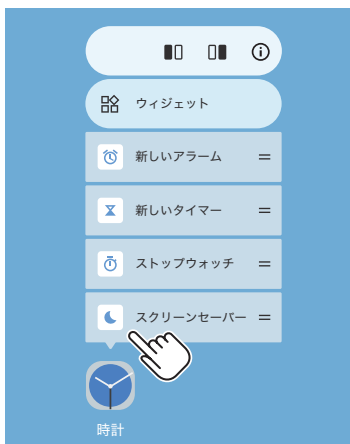 ウィジェット
新しいアラーム
新しいタイマー
ストップウォッチ
スクリーンセーバー
時計